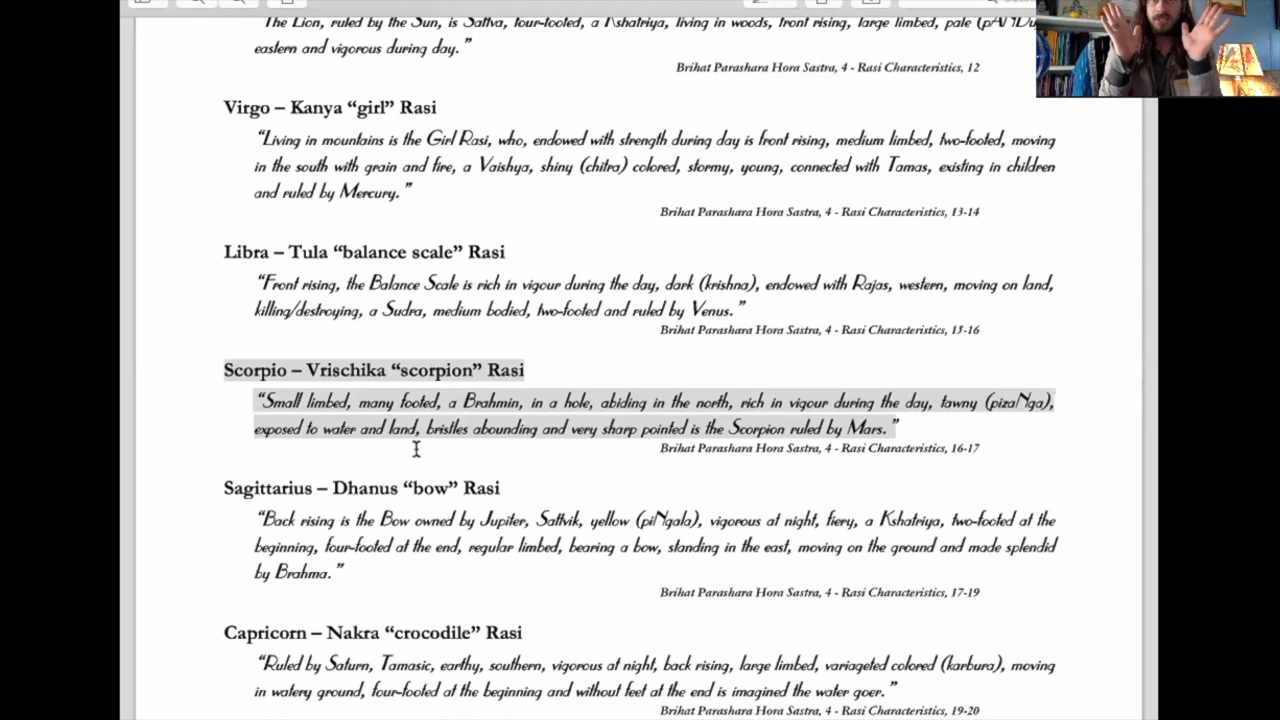 The Lion, ruled by the Sun, is Sattva, four-footed, a Kshatriya, living in woods, front rising, large limbed, pale
eastern and vigorous during day."
Brihat Parashara Hora Sastra, 4 - Rasi Characteristics, 12
Virgo – Kanya “girl” Rasi
“Living in mountains is the Girl Rasi, who, endowed with strength during day is front rising, medium limbed, two-footed, moving
in the south with grain and fire, a Vaishya, shiny (chitra) colored, stormy, young, connected with Tamas, existing in children
and ruled by Mercury.”
Brihat Parashara Hora Sastra, 4 - Rasi Characteristics, 13-14
Libra – Tula “balance scale” Rasi
“Front rising, the Balance Scale is rich in vigour during the day, dark (krishna), endowed with Rajas, western, moving on land,
killing/destroying, a Sudra, medium bodied, two-footed and ruled by Venus.”
Brihat Parashara Hora Sastra, 4 - Rasi Characteristics, 15-16
Scorpio – Vrischika “scorpion” Rasi
“Small limbed, many footed, a Brahmin, in a hole, abiding in the north, rich in vigour during the day, tawny (pizaNga),
exposed to water and land, bristles abounding and very sharp pointed is the Scorpion ruled by Mars.”
Brihat Parashara Hora Sastra, 4 - Rasi Characteristics, 16-17
Sagittarius – Dhanus “bow” Rasi
“Back rising is the Bow owned by Jupiter, Sattvik, yellow (piNgala), vigorous at night, fiery, a Kshatriya, two-footed at the
beginning, four-footed at the end, regular limbed, bearing a bow, standing in the east, moving on the ground and made splendid
by Brahma.”
Brihat Parashara Hora Sastra, 4 - Rasi Characteristics, 17-19
Capricorn – Nakra “crocodile” Rasi
“Ruled by Saturn, Tamasic, earthy, southern, vigorous at night, back rising, large limbed, variagated colored (karbura), moving
in watery ground, four-footed at the beginning and without feet at the end is imagined the water goer.”
Brihat Parashara Hora Sastra, 4 - Rasi Characteristics, 19-20